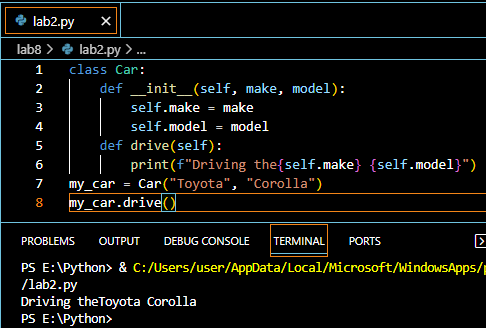 lab2.py
lab8 > lab2.py > ...
1 class Car:
2     def __init__(self, make, model):
3         self.make = make
4         self.model = model
5     def drive(self):
6         print(f"Driving the{self.make} {self.model}")
7 my_car = Car("Toyota", "Corolla")
8 my_car.drive()
PROBLEMS OUTPUT DEBUG CONSOLE TERMINAL PORTS
PS E:\Python> & C:/Users/user/AppData/Local/Microsoft/WindowsApps/
/lab2.py
Driving theToyota Corolla
PS E:\Python>